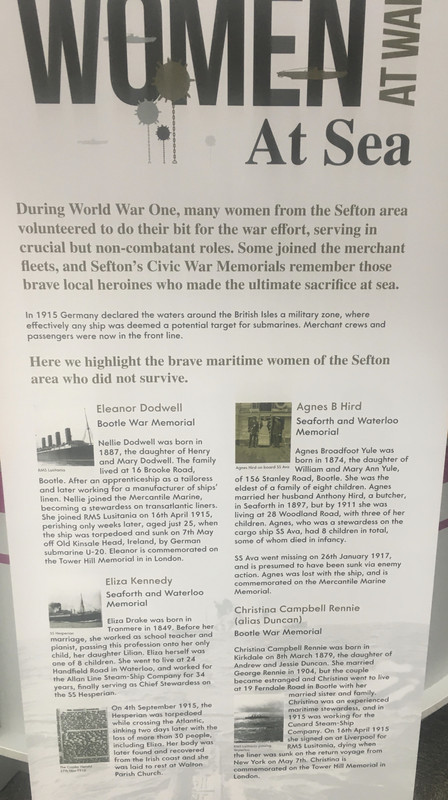 WOMEN
AT WAR
At Sea
During World War One, many women from the Sefton area
volunteered to do their bit for the war effort, serving in
crucial but non-combatant roles. Some joined the merchant
fleets, and Sefton's Civic War Memorials remember those
brave local heroines who made the ultimate sacrifice at sea.
In 1915 Germany declared the waters around the British Isles a military zone, where
effectively any ship was deemed a potential target for submarines. Merchant crews and
passengers were now in the front line.
Here we highlight the brave maritime women of the Sefton
area who did not survive.
Eleanor Dodwell
Bootle War Memorial
Nellie Dodwell was born in
1887, the daughter of Henry
and Mary Dodwell. The family
lived at 16 Brooke Road,
RMS Lusitania
Bootle. After an apprenticeship as a tailoress
and later working for a manufacturer of ships'
linen. Nellie joined the Mercantile Marine,
becoming a stewardess on transatlantic liners.
She joined RMS Lusitania on 16th April 1915,
perishing only weeks later, aged just 25, when
the ship was torpedoed and sunk on 7th May
off Old Kinsale Head, Ireland, by German
submarine U-20. Eleanor is commemorated on
the Tower Hill Memorial in in London.
Eliza Kennedy
Seaforth and Waterloo
Memorial
Eliza Drake was born in
Tranmere in 1849. Before her
SS Hesperian
marriage, she worked as school teacher and
pianist, passing this profession onto her only
child, her daughter Lilian. Eliza herself was
one of 8 children. She went to live at 24
Handfield Road in Waterloo, and worked for
the Allan Line Steam-Ship Company for 34
years, finally serving as Chief Stewardess on
the SS Hesperian.
On 4th September 1915, the
Hesperian was torpedoed
while crossing the Atlantic,
sinking two days later with the
loss of more than 30 people,
including Eliza. Her body was
later found and recovered
from the Irish coast and she
was laid to rest at Walton
Parish Church.
Agnes B Hird
Seaforth and Waterloo
Memorial
Agnes Broadfoot Yule was
born in 1874, the daughter of
William and Mary Ann Yule,
Agnes Hird on board SS Ava
of 156 Stanley Road, Bootle. She was the
eldest of a family of eight children. Agnes
married her husband Anthony Hird, a butcher,
in Seaforth in 1897, but by 1911 she was
living at 28 Woodland Road, with three of her
children. Agnes, who was a stewardess on the
cargo ship SS Ava, had 8 children in total,
some of whom died in infancy.
SS Ava went missing on 26th January 1917,
and is presumed to have been sunk via enemy
action. Agnes was lost with the ship, and is
commemorated on the Mercantile Marine
Memorial.
Christina Campbell Rennie
(alias Duncan)
Bootle War Memorial
Christina Campbell Rennie was born in
Kirkdale on 8th March 1879, the daughter of
Andrew and Jessie Duncan. She married
George Rennie in 1904, but the couple
became estranged and Christina went to live
at 19 Ferndale Road in Bootle with her
married sister and family.
Christina was an experienced
maritime stewardess, and in
1915 was working for the
Cunard Steam-Ship
Company. On 16th April 1915
she signed on at Liverpool for
RMS Lusitania, dying when
the liner was sunk on the return voyage from
New York on May 7th. Christina is
commemorated on the Tower Hill Memorial in
London.